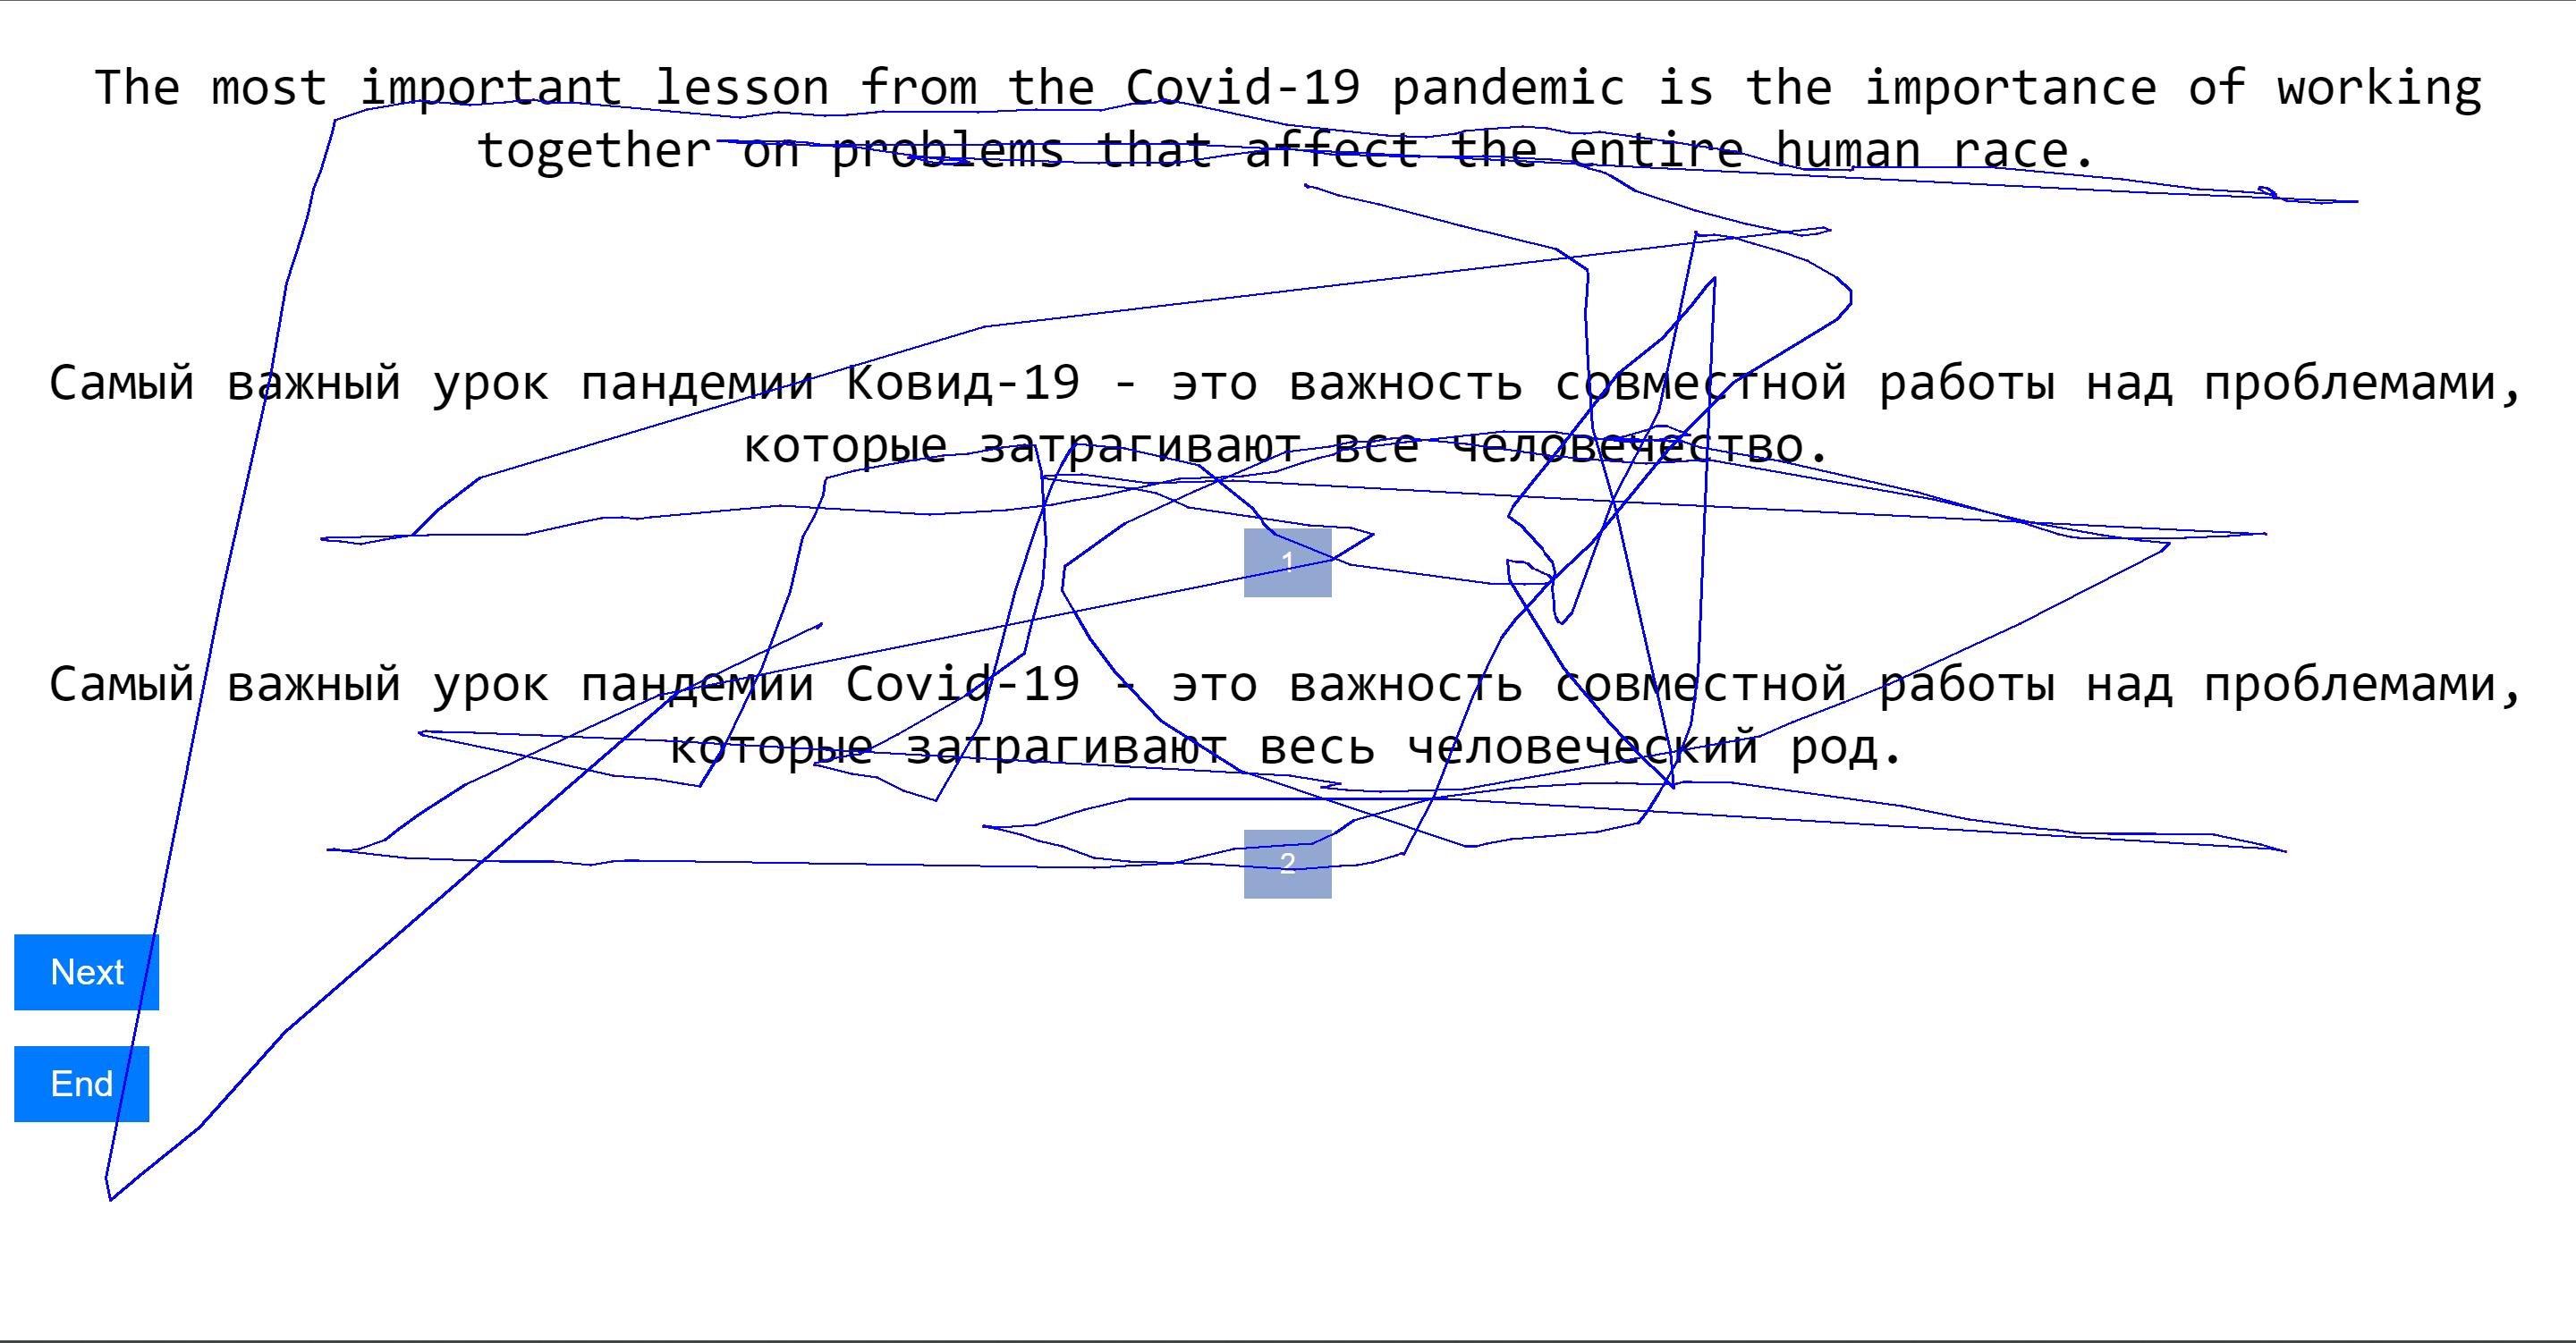 The most important lesson from the Covid-19 pandemic is the importance of working
together on problems that affect the entire human race.
Самый важный урок пандемии Ковид-19 - это важность совместной работы над проблемами,
которые затрагивают все человечество.
1
Самый важный урок пандемии Covid-19 - это важность совместной работы над проблемами,
которые затрагивают весь человеческий род.
2
Next
End